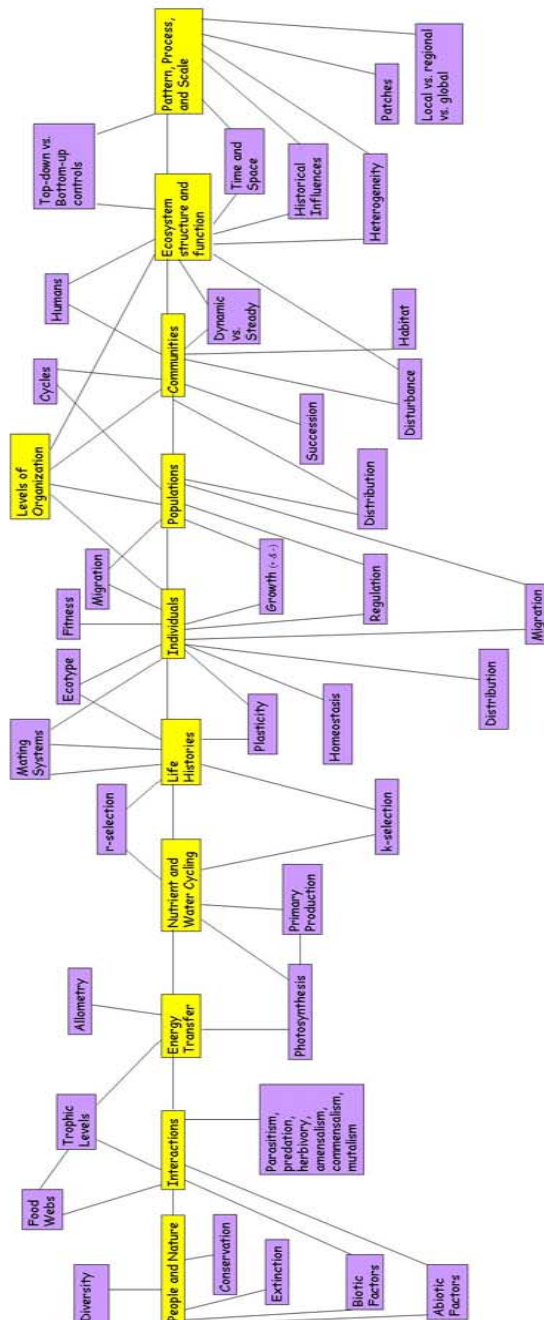 Diversity
People and Nature
Conservation
Extinction
Biotic
Factors
Abiotic
Factors
Food
Webs
Trophic
Levels
Interactions
Parasitism,
predation,
herbivory,
amensalism,
commensalism,
mutalism
Allometry
Energy
Transfer
Photosynthesis
Primary
Production
Nutrient and
Water Cycling
r-selection
k-selection
Mating
Systems
Life
Histories
Ecotype
Plasticity
Homeostasis
Fitness
Individuals
Migration
Growth (+ & -)
Distribution
Migration
Levels of
Organization
Populations
Regulation
Distribution
Cycles
Communities
Succession
Humans
Dynamic
vs.
Steady
Disturbance
Habitat
Top-down vs.
Bottom-up
controls
Ecosystem
structure and
function
Time and
Space
Historical
Influences
Heterogeneity
Pattern, Process,
and Scale
Patches
Local vs. regional
vs. global